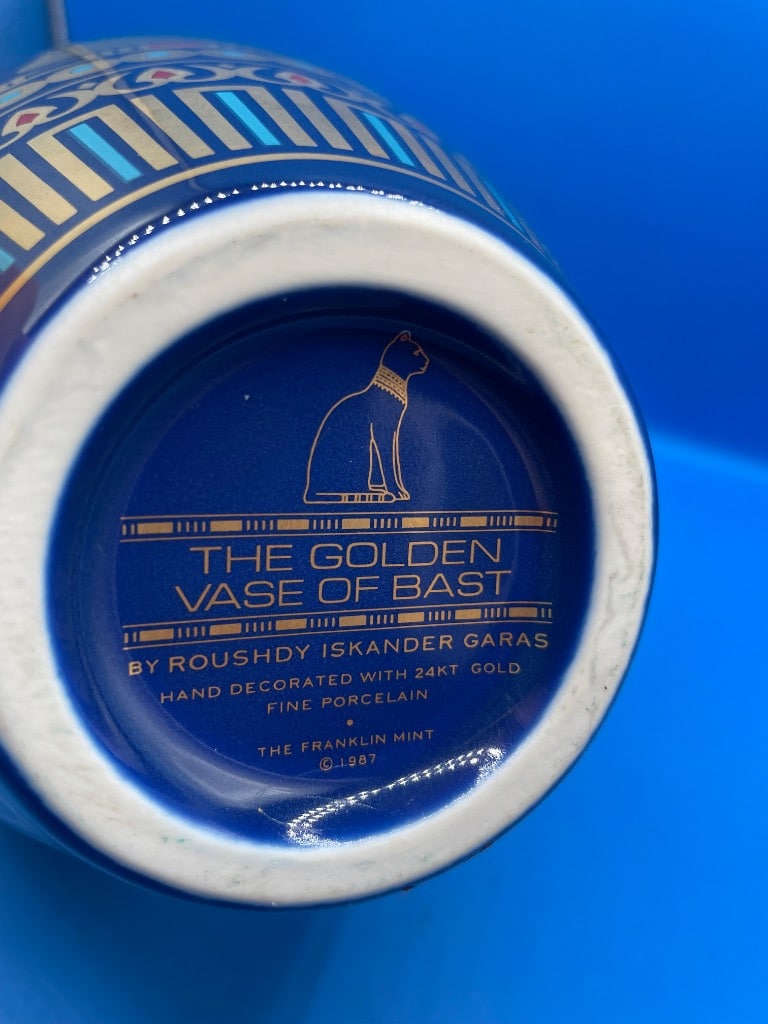 THE GOLDEN
VASE OF BAST
BY ROUSHDY ISKANDER GARAS
HAND DECORATED WITH 24KT GOLD
FINE PORCELAIN
•
THE FRANKLIN MINT
© 1987